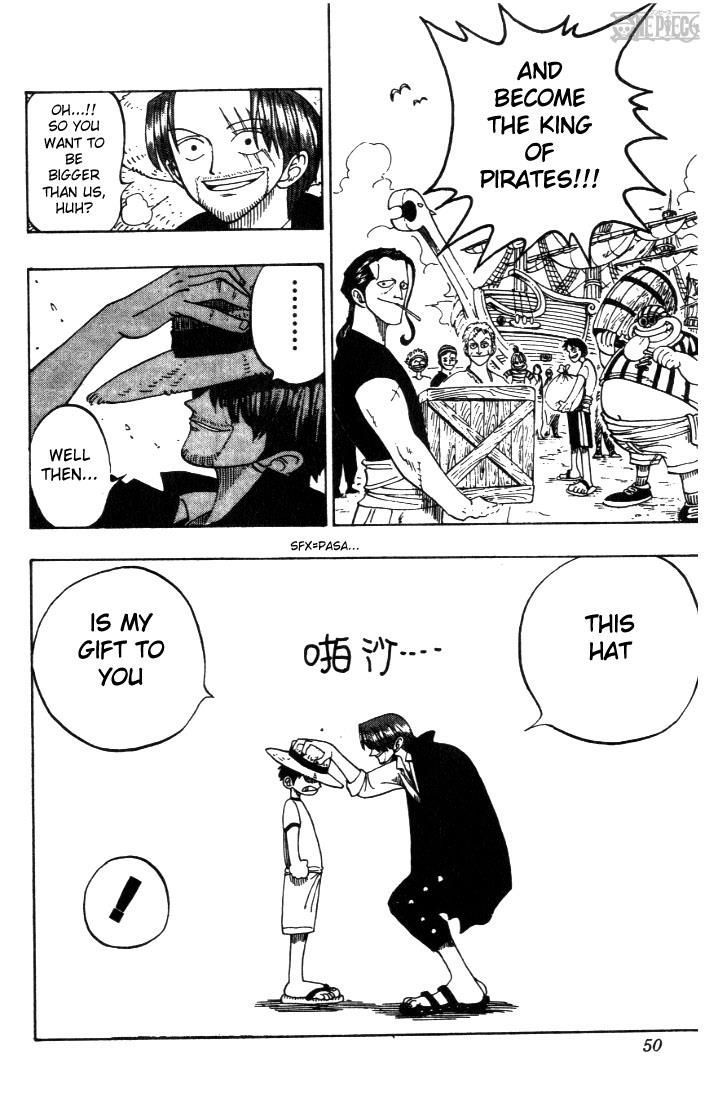 ONE PIECE
AND
BECOME
THE KING
OF
PIRATES!!!
OH...!!
SO YOU
WANT TO
BE
BIGGER
THAN US,
HUH?
........
WELL
THEN...
SFX=PASA...
THIS
HAT
啪沙····
IS MY
GIFT TO
YOU
!
50